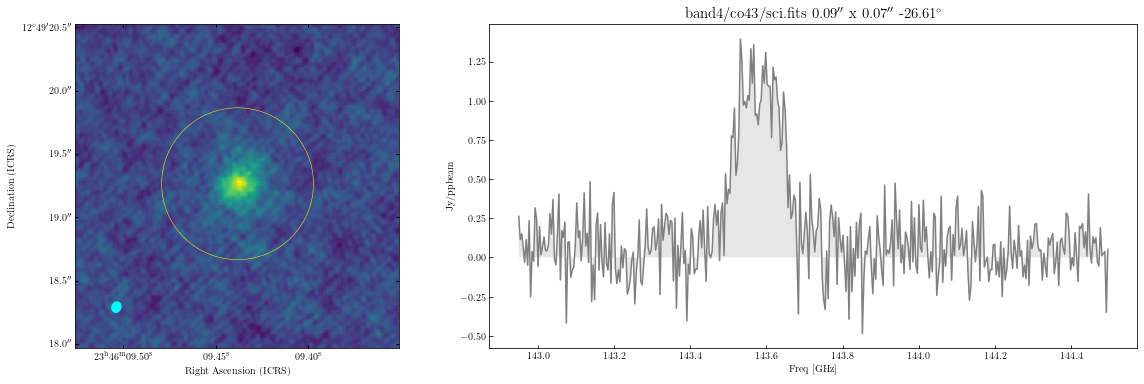 band4/co43/sci.fits 0.09″ x 0.07″ -26.61°
12°49′20.5″
20.0″
19.5″
19.0″
18.5″
18.0″
Declination (ICRS)
23ʰ46ᵐ09.50ˢ 09.45ˢ 09.40ˢ
Right Ascension (ICRS)
1.25
1.00
0.75
0.50
0.25
0.00
−0.25
−0.50
Jy/ppbeam
143.0 143.2 143.4 143.6 143.8 144.0 144.2 144.4
Freq [GHz]